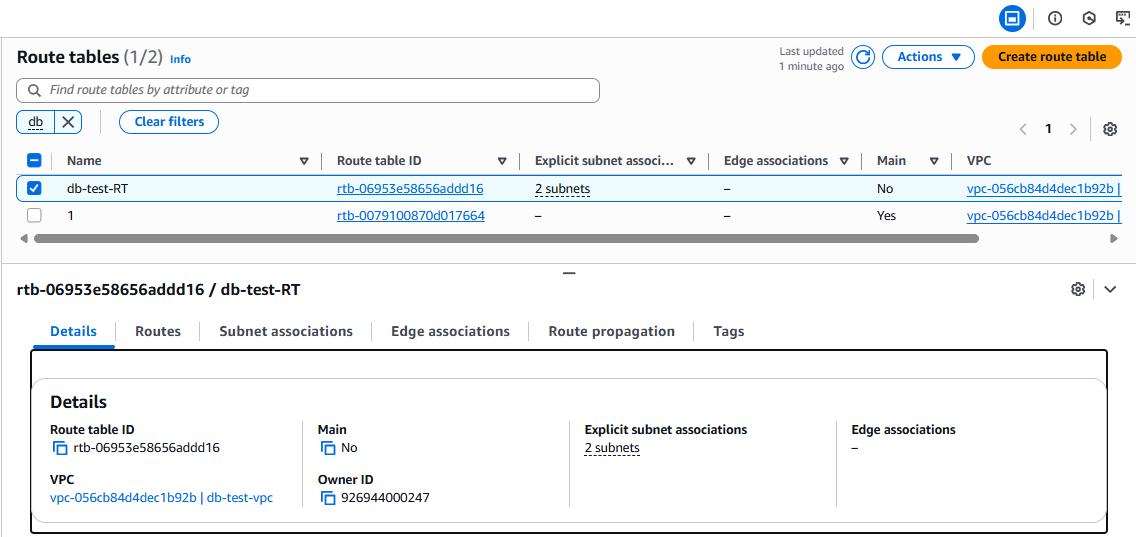 Route tables (1/2) Info
Last updated
1 minute ago
Actions
Create route table
Find route tables by attribute or tag
db
Clear filters
1
Name Route table ID Explicit subnet associ... Edge associations Main VPC
db-test-RT rtb-06953e58656addd16 2 subnets – No vpc-056cb84d4dec1b92b |
1 rtb-0079100870d017664 – – Yes vpc-056cb84d4dec1b92b |
rtb-06953e58656addd16 / db-test-RT
Details Routes Subnet associations Edge associations Route propagation Tags
Details
Route table ID Main Explicit subnet associations Edge associations
rtb-06953e58656addd16 No 2 subnets –
VPC Owner ID
vpc-056cb84d4dec1b92b | db-test-vpc 926944000247